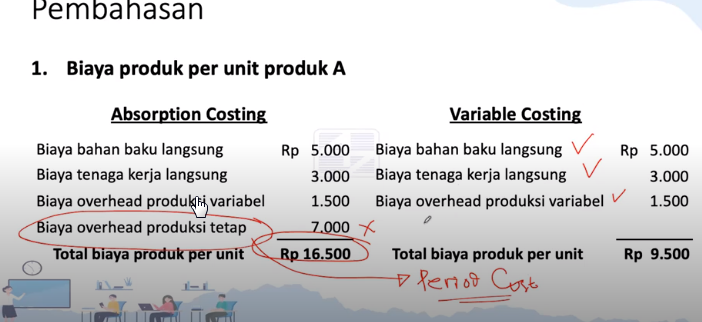 Pembahasan
1. Biaya produk per unit produk A
Absorption Costing
Biaya bahan baku langsung Rp 5.000
Biaya tenaga kerja langsung 3.000
Biaya overhead produksi variabel 1.500
Biaya overhead produksi tetap 7.000
Total biaya produk per unit Rp 16.500
Variable Costing
Biaya bahan baku langsung Rp 5.000
Biaya tenaga kerja langsung 3.000
Biaya overhead produksi variabel 1.500
Total biaya produk per unit Rp 9.500
Period Cost